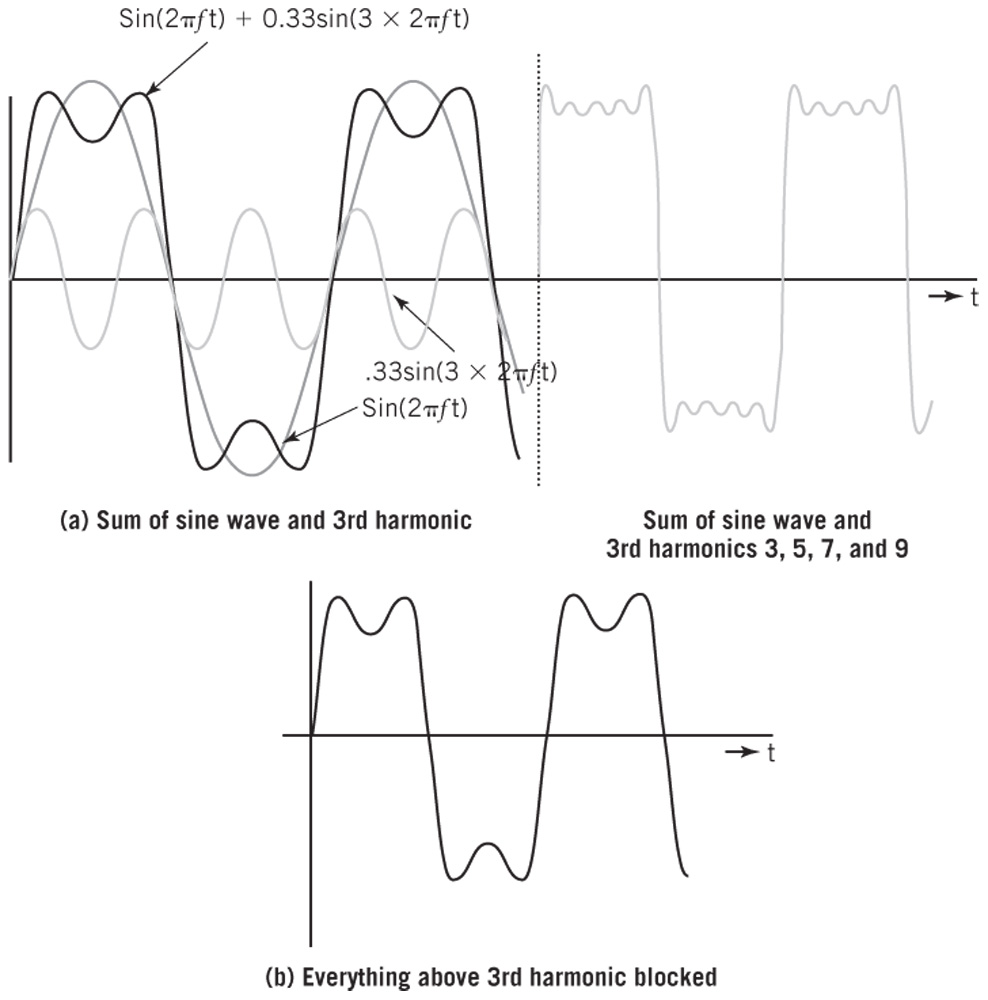 Sin(2πft) + 0.33sin(3 × 2πft)
t
.33sin(3 × 2πft)
Sin(2πft)
(a) Sum of sine wave and 3rd harmonic
Sum of sine wave and
3rd harmonics 3, 5, 7, and 9
t
(b) Everything above 3rd harmonic blocked